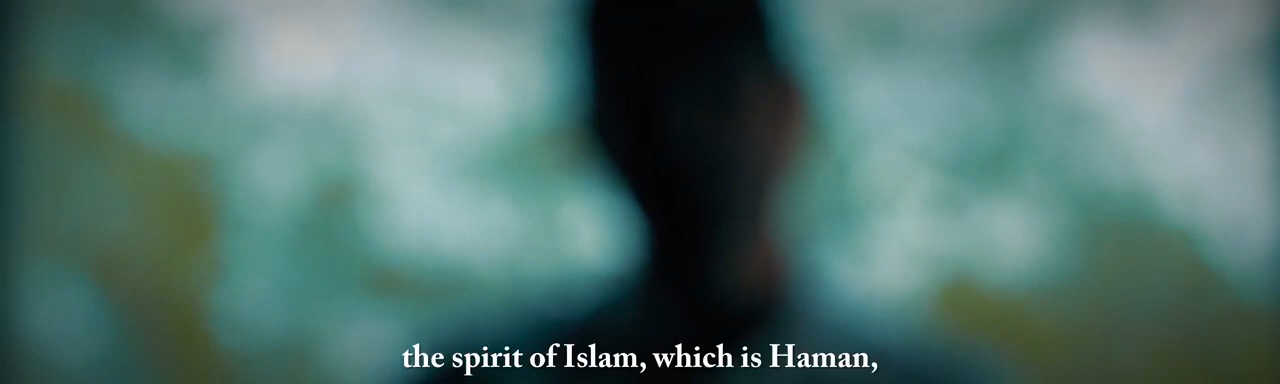 the spirit of Islam, which is Haman,